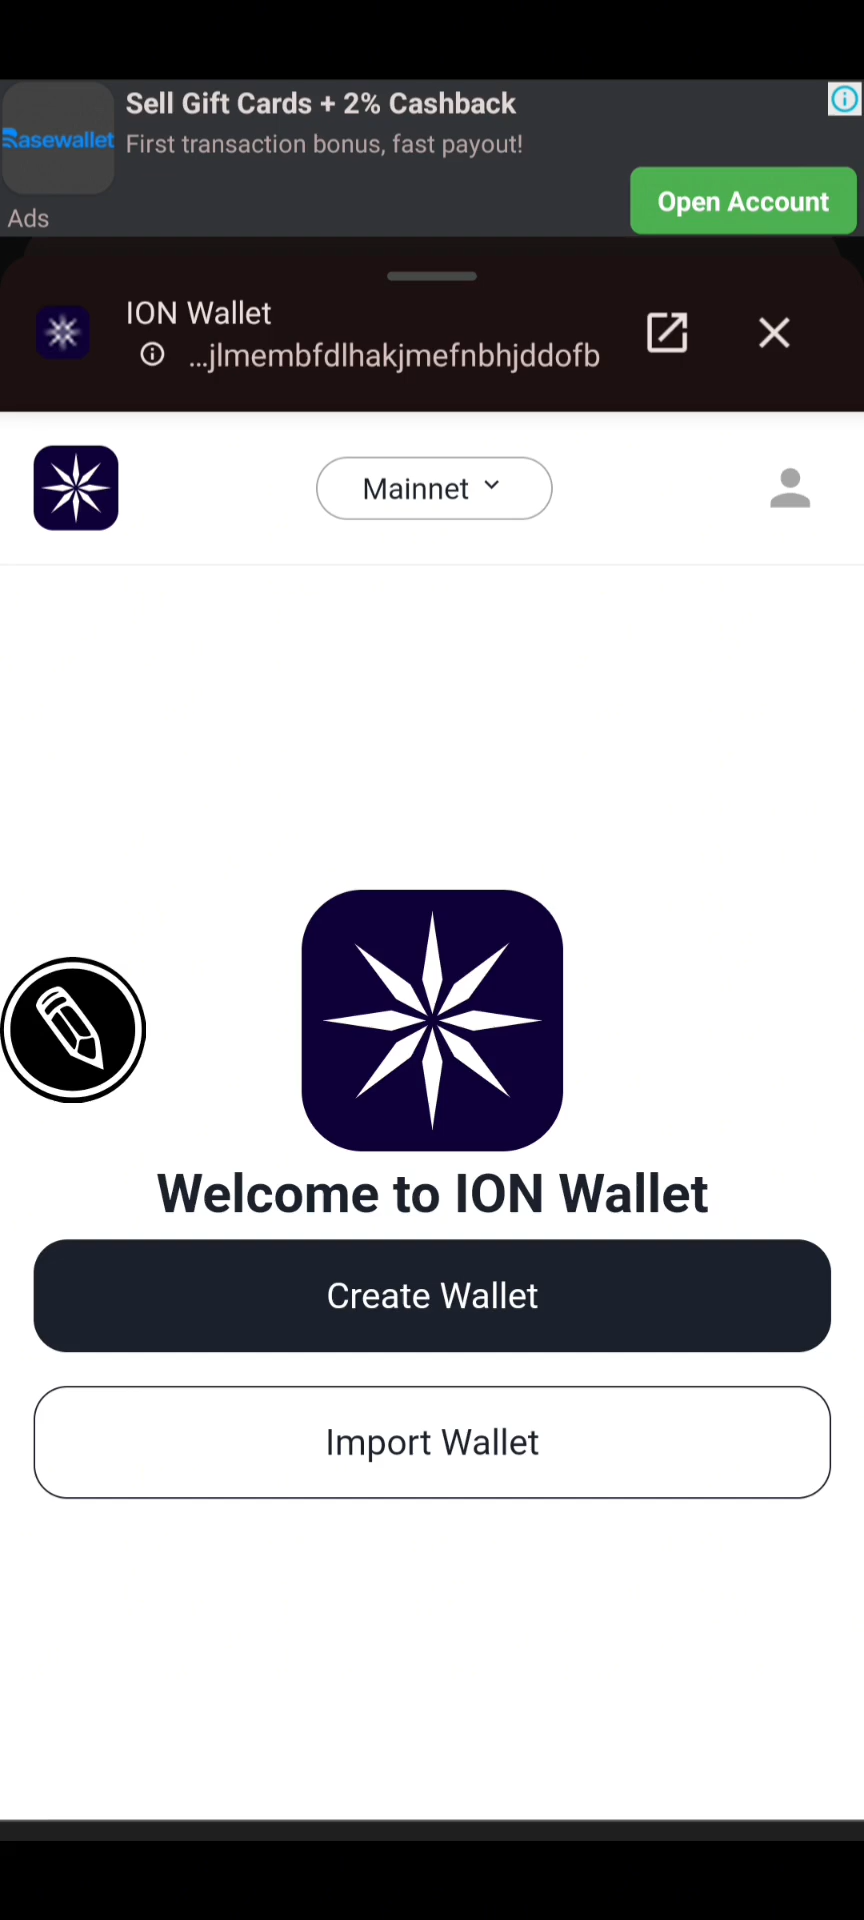 Sell Gift Cards + 2% Cashback
Basewallet
First transaction bonus, fast payout!
Open Account
Ads
ION Wallet
...jlmembfdlhakjmefnbhjddofb
Mainnet
Welcome to ION Wallet
Create Wallet
Import Wallet